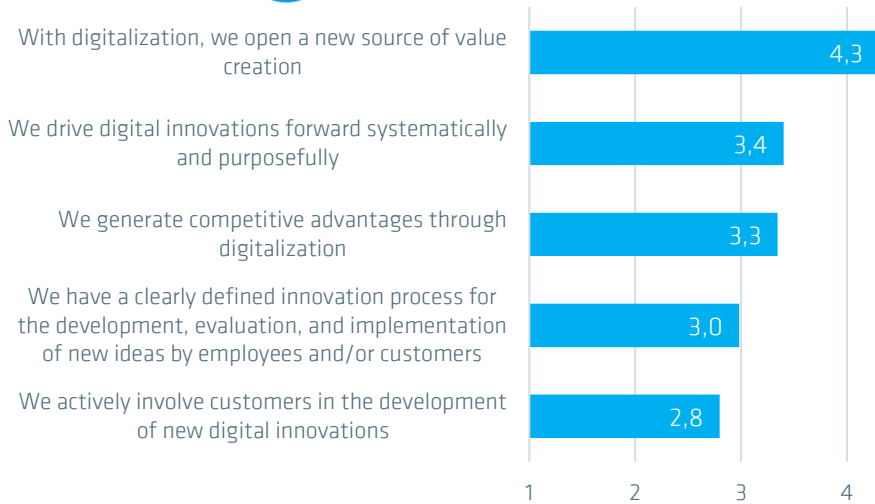 With digitalization, we open a new source of value
creation
4,3
We drive digital innovations forward systematically
and purposefully
3,4
We generate competitive advantages through
digitalization
3,3
We have a clearly defined innovation process for
the development, evaluation, and implementation
of new ideas by employees and/or customers
3,0
We actively involve customers in the development
of new digital innovations
2,8
1 2 3 4